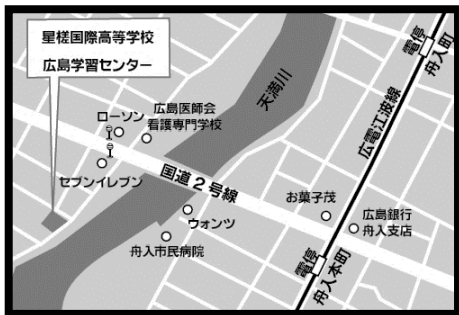 星槎国際高等学校
広島学習センター
ローソン
広島医師会
看護専門学校
セブンイレブン
天満川
国道2号線
ウォンツ
舟入市民病院
お菓子茂
広島銀行
舟入支店
広電江波線
電停
舟入町
電停
舟入本町